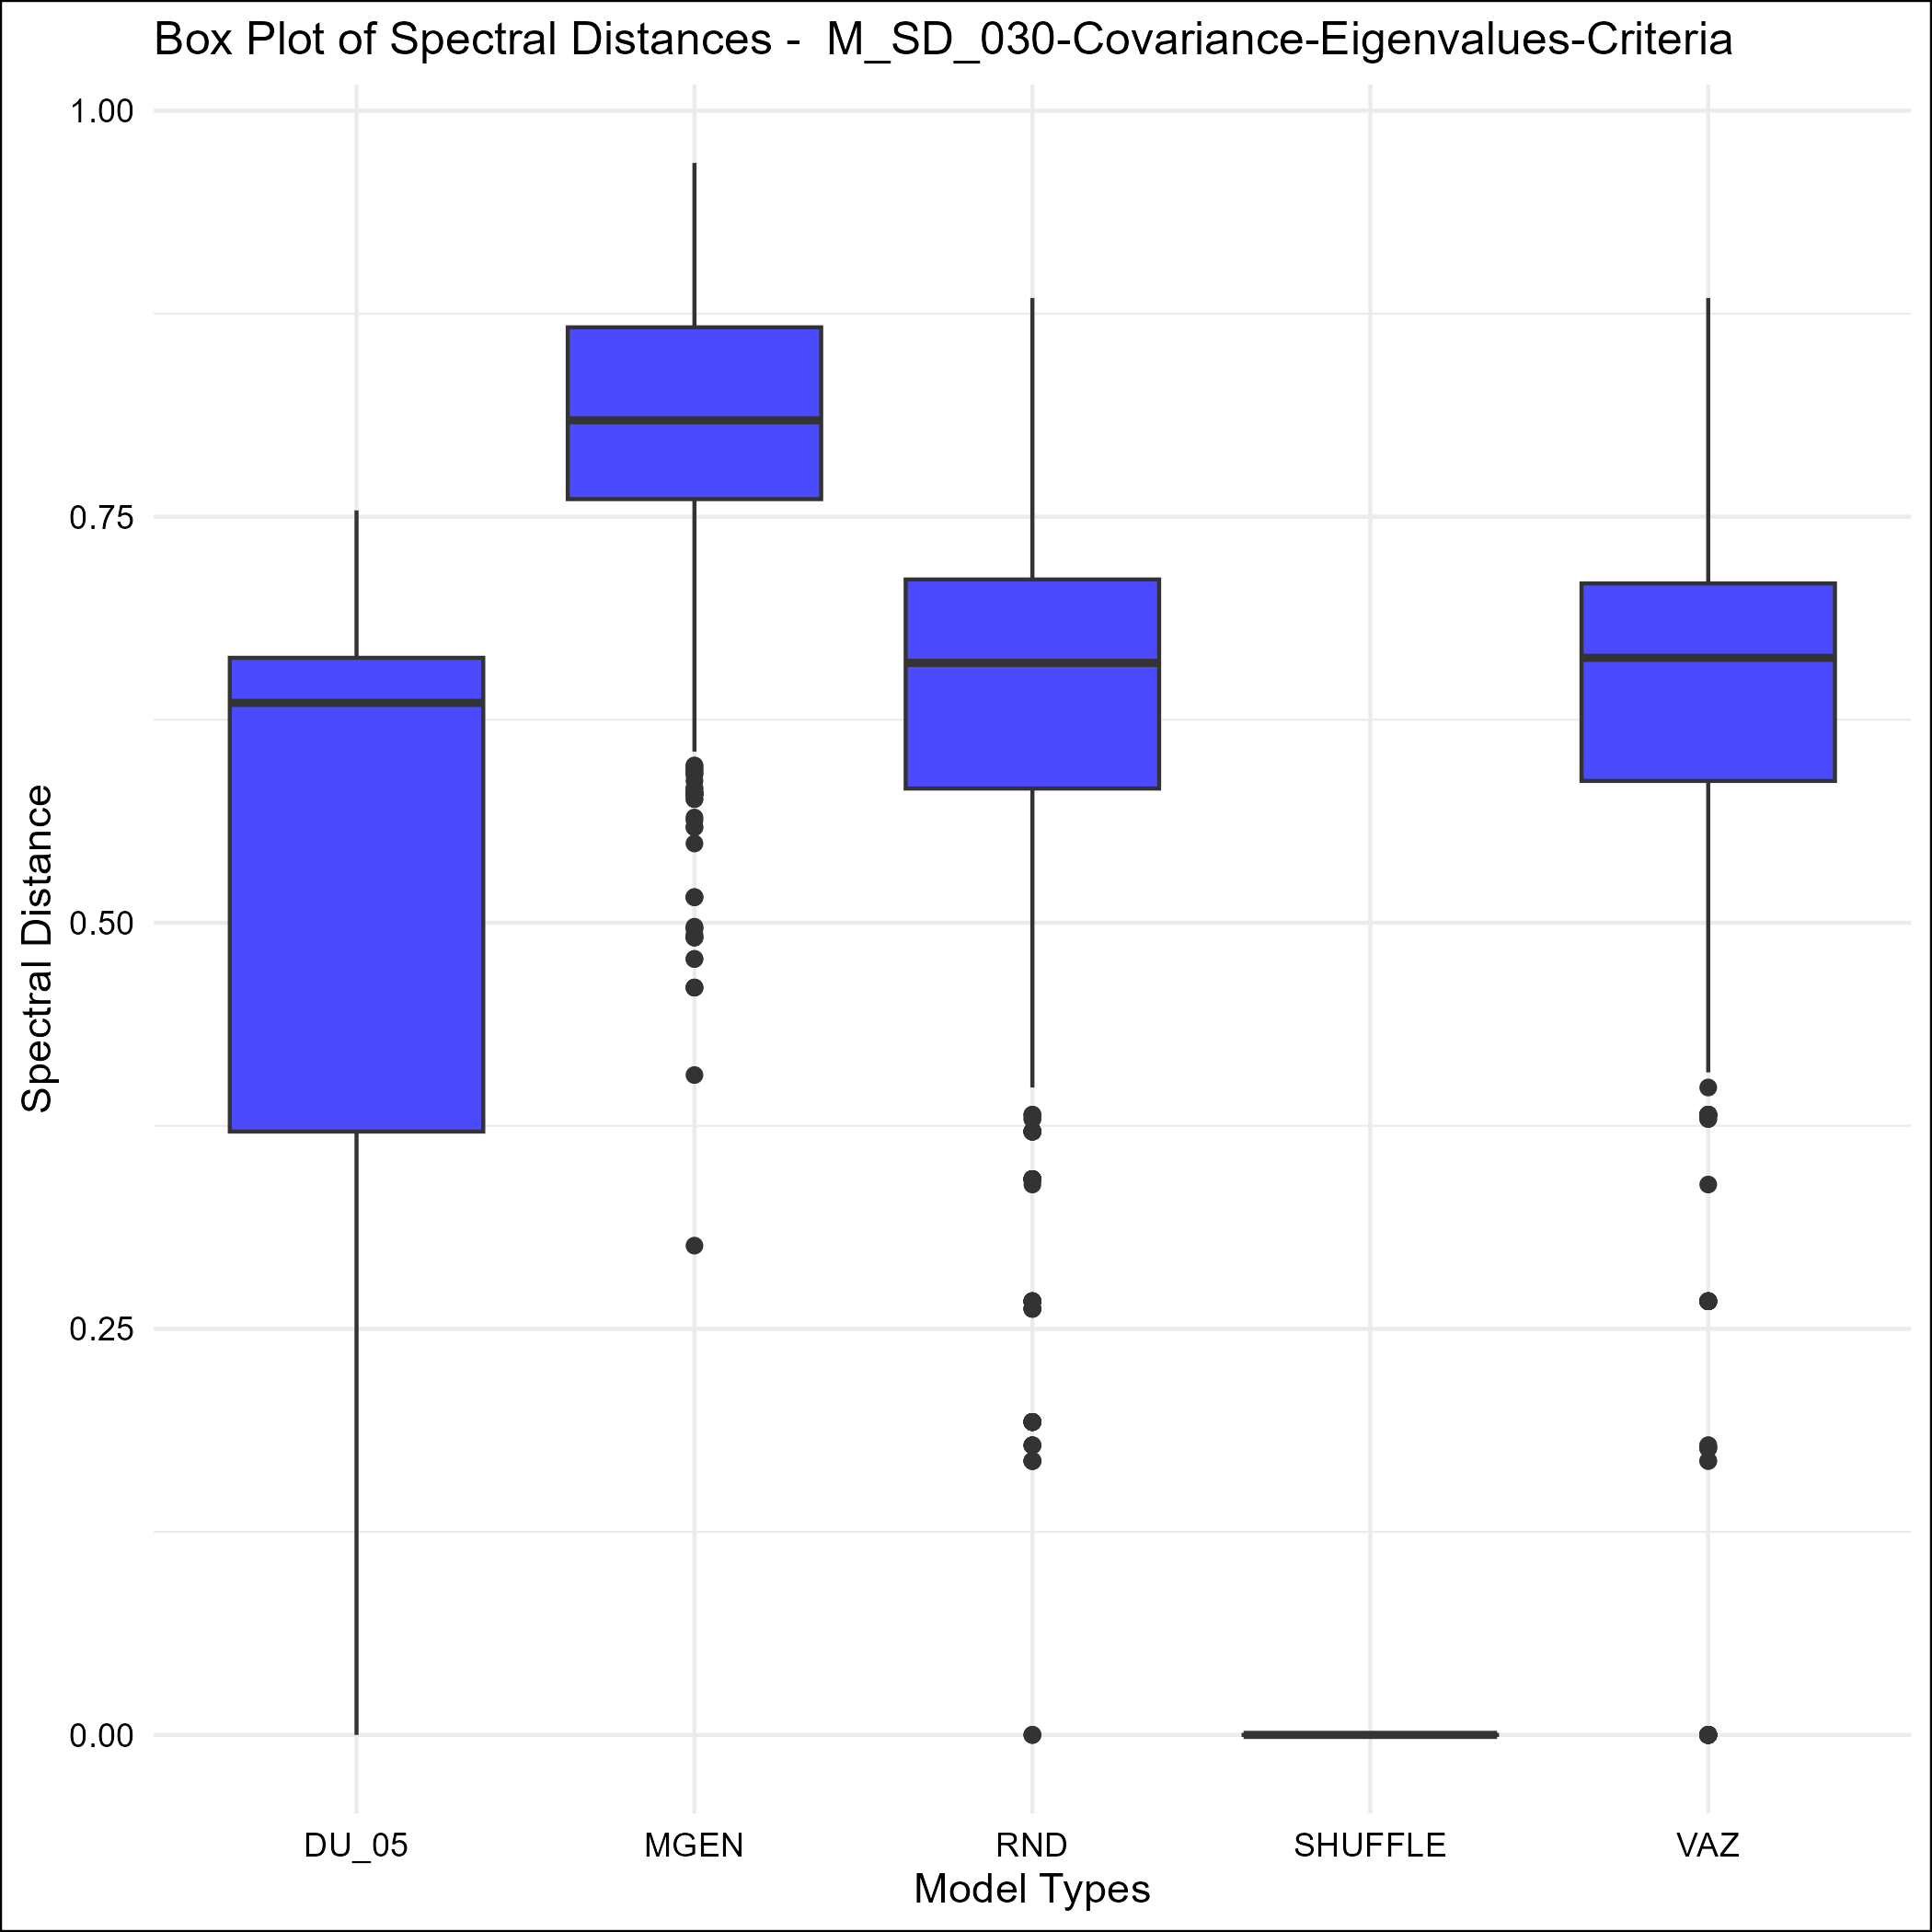 Box Plot of Spectral Distances -  M_SD_030-Covariance-Eigenvalues-Criteria
1.00
0.75
0.50
0.25
0.00
Spectral Distance
DU_05
MGEN
RND
SHUFFLE
VAZ
Model Types